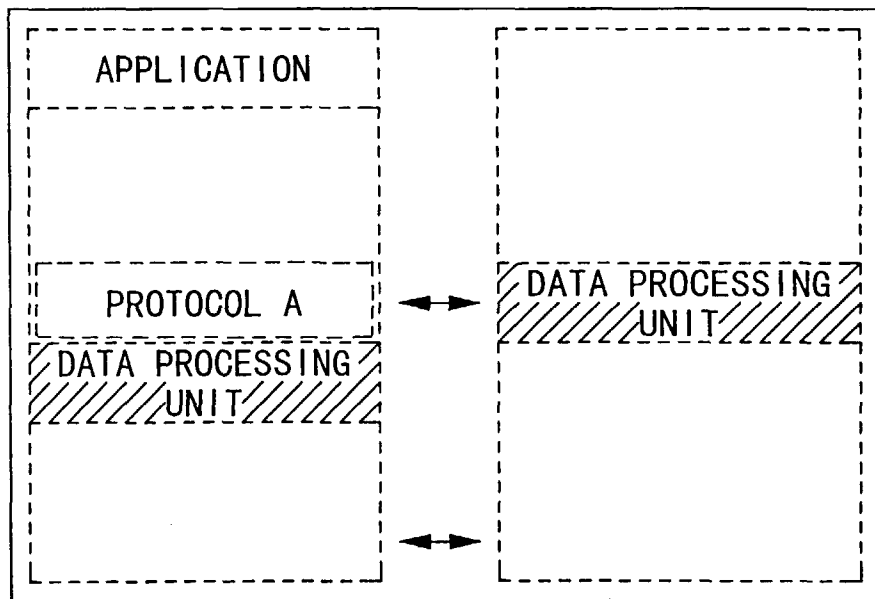 APPLICATION
PROTOCOL A
DATA PROCESSING
UNIT
DATA PROCESSING
UNIT